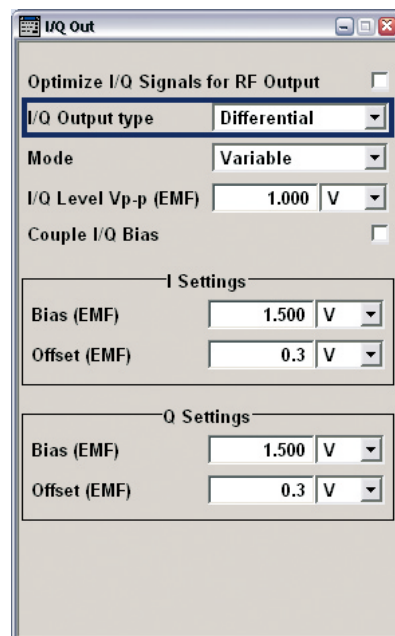 I/Q Out
Optimize I/Q Signals for RF Output
I/Q Output type Differential
Mode Variable
I/Q Level Vp-p (EMF) 1.000 V
Couple I/Q Bias
I Settings
Bias (EMF) 1.500 V
Offset (EMF) 0.3 V
Q Settings
Bias (EMF) 1.500 V
Offset (EMF) 0.3 V